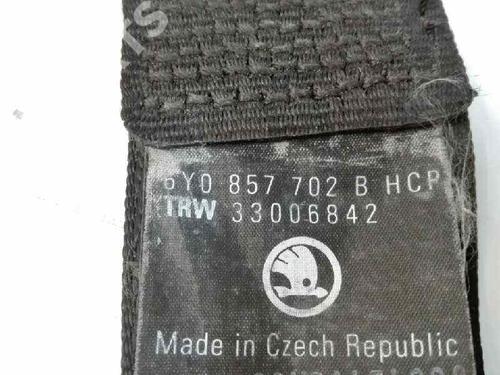 6Y0 857 702 B HCP
TRW 33006842
Made in Czech Republic